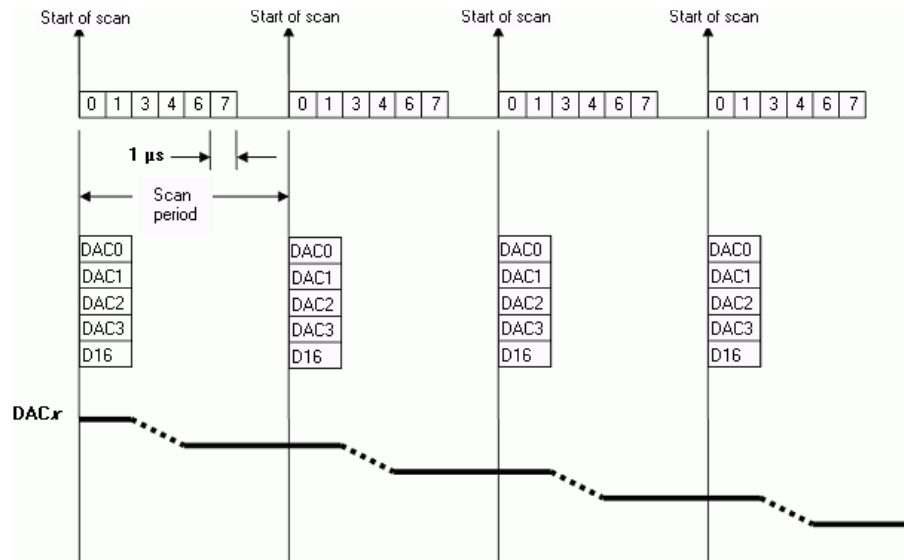 Start of scan Start of scan Start of scan Start of scan
0 1 3 4 6 7 0 1 3 4 6 7 0 1 3 4 6 7 0 1 3 4 6 7
1 µs
Scan
period
DAC0 DAC0 DAC0 DAC0
DAC1 DAC1 DAC1 DAC1
DAC2 DAC2 DAC2 DAC2
DAC3 DAC3 DAC3 DAC3
D16 D16 D16 D16
DACx